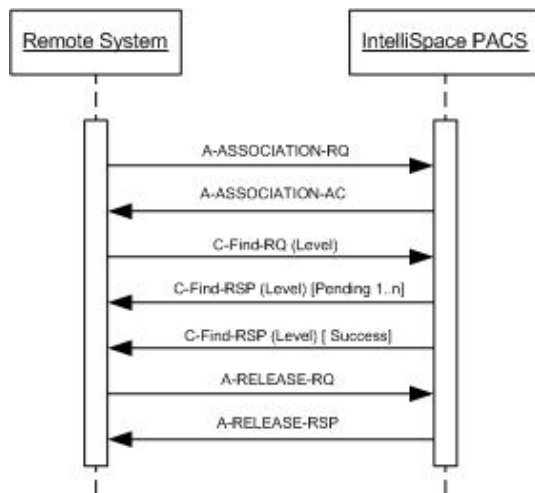 Remote System
IntelliSpace PACS
A-ASSOCIATION-RQ
A-ASSOCIATION-AC
C-Find-RQ (Level)
C-Find-RSP (Level) [Pending 1..n]
C-Find-RSP (Level) [ Success]
A-RELEASE-RQ
A-RELEASE-RSP